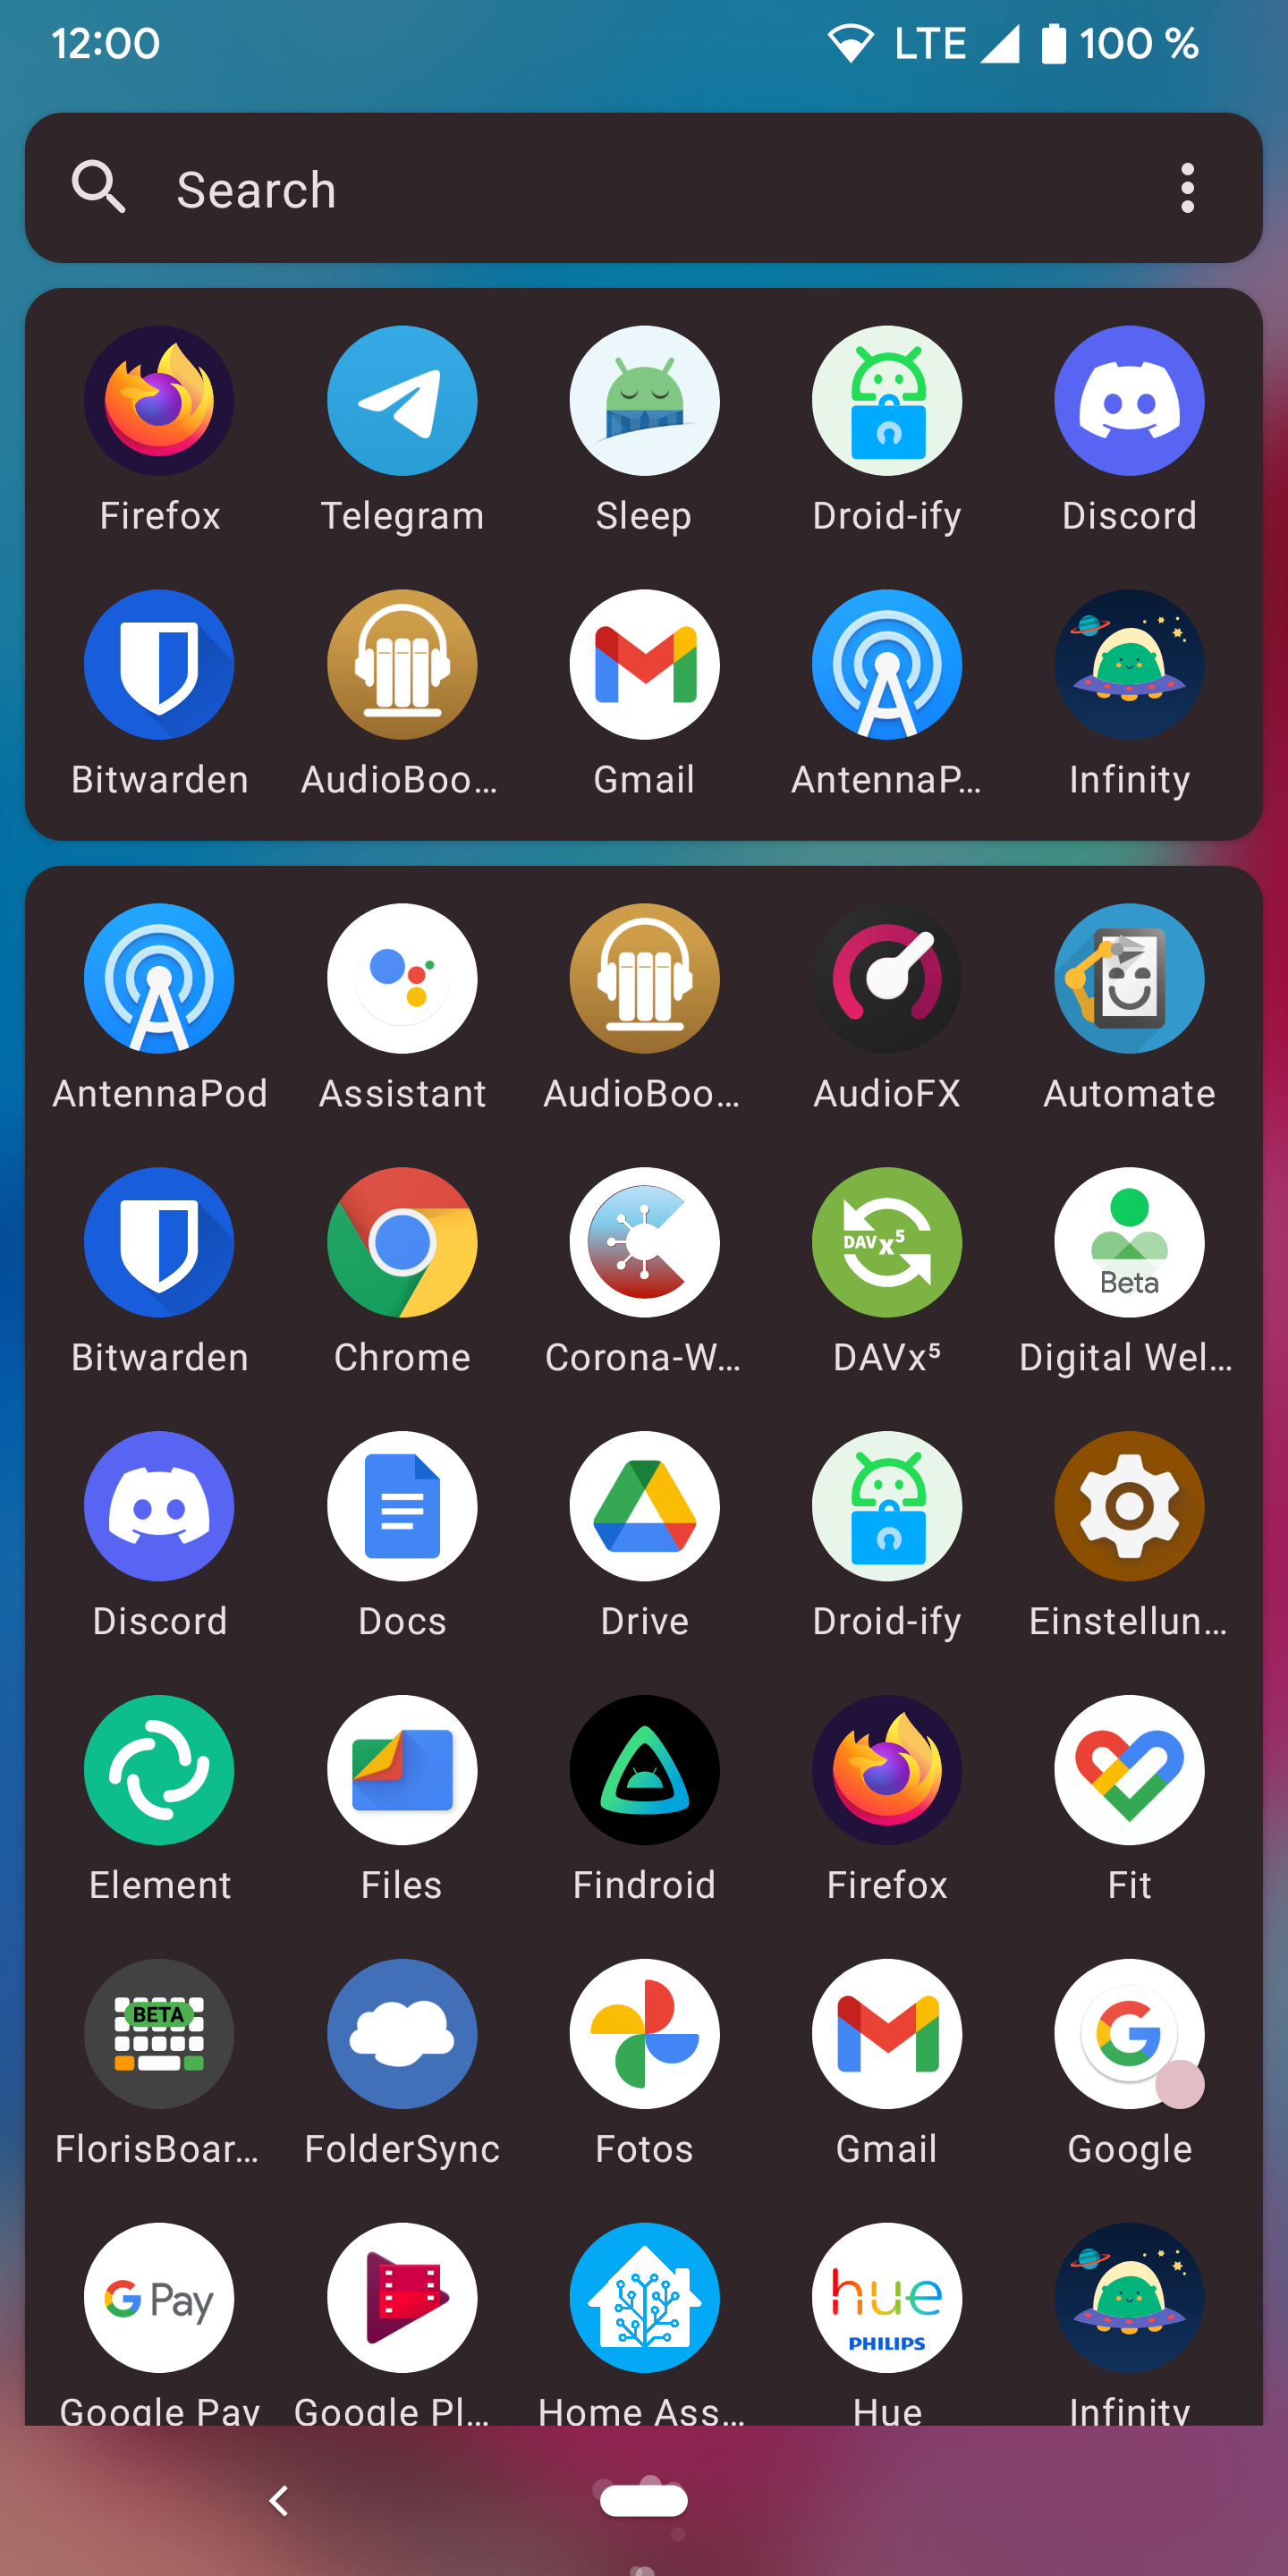 12:00 LTE 100 %
Search
Firefox Telegram Sleep Droid-ify Discord
Bitwarden AudioBoo… Gmail AntennaP… Infinity
AntennaPod Assistant AudioBoo… AudioFX Automate
DAVx⁵ Beta
Bitwarden Chrome Corona-W… DAVx⁵ Digital Wel…
Discord Docs Drive Droid-ify Einstellun…
Element Files Findroid Firefox Fit
BETA
FlorisBoar… FolderSync Fotos Gmail Google
G Pay hue
PHILIPS
Google Pay Google Pl… Home Ass… Hue Infinity